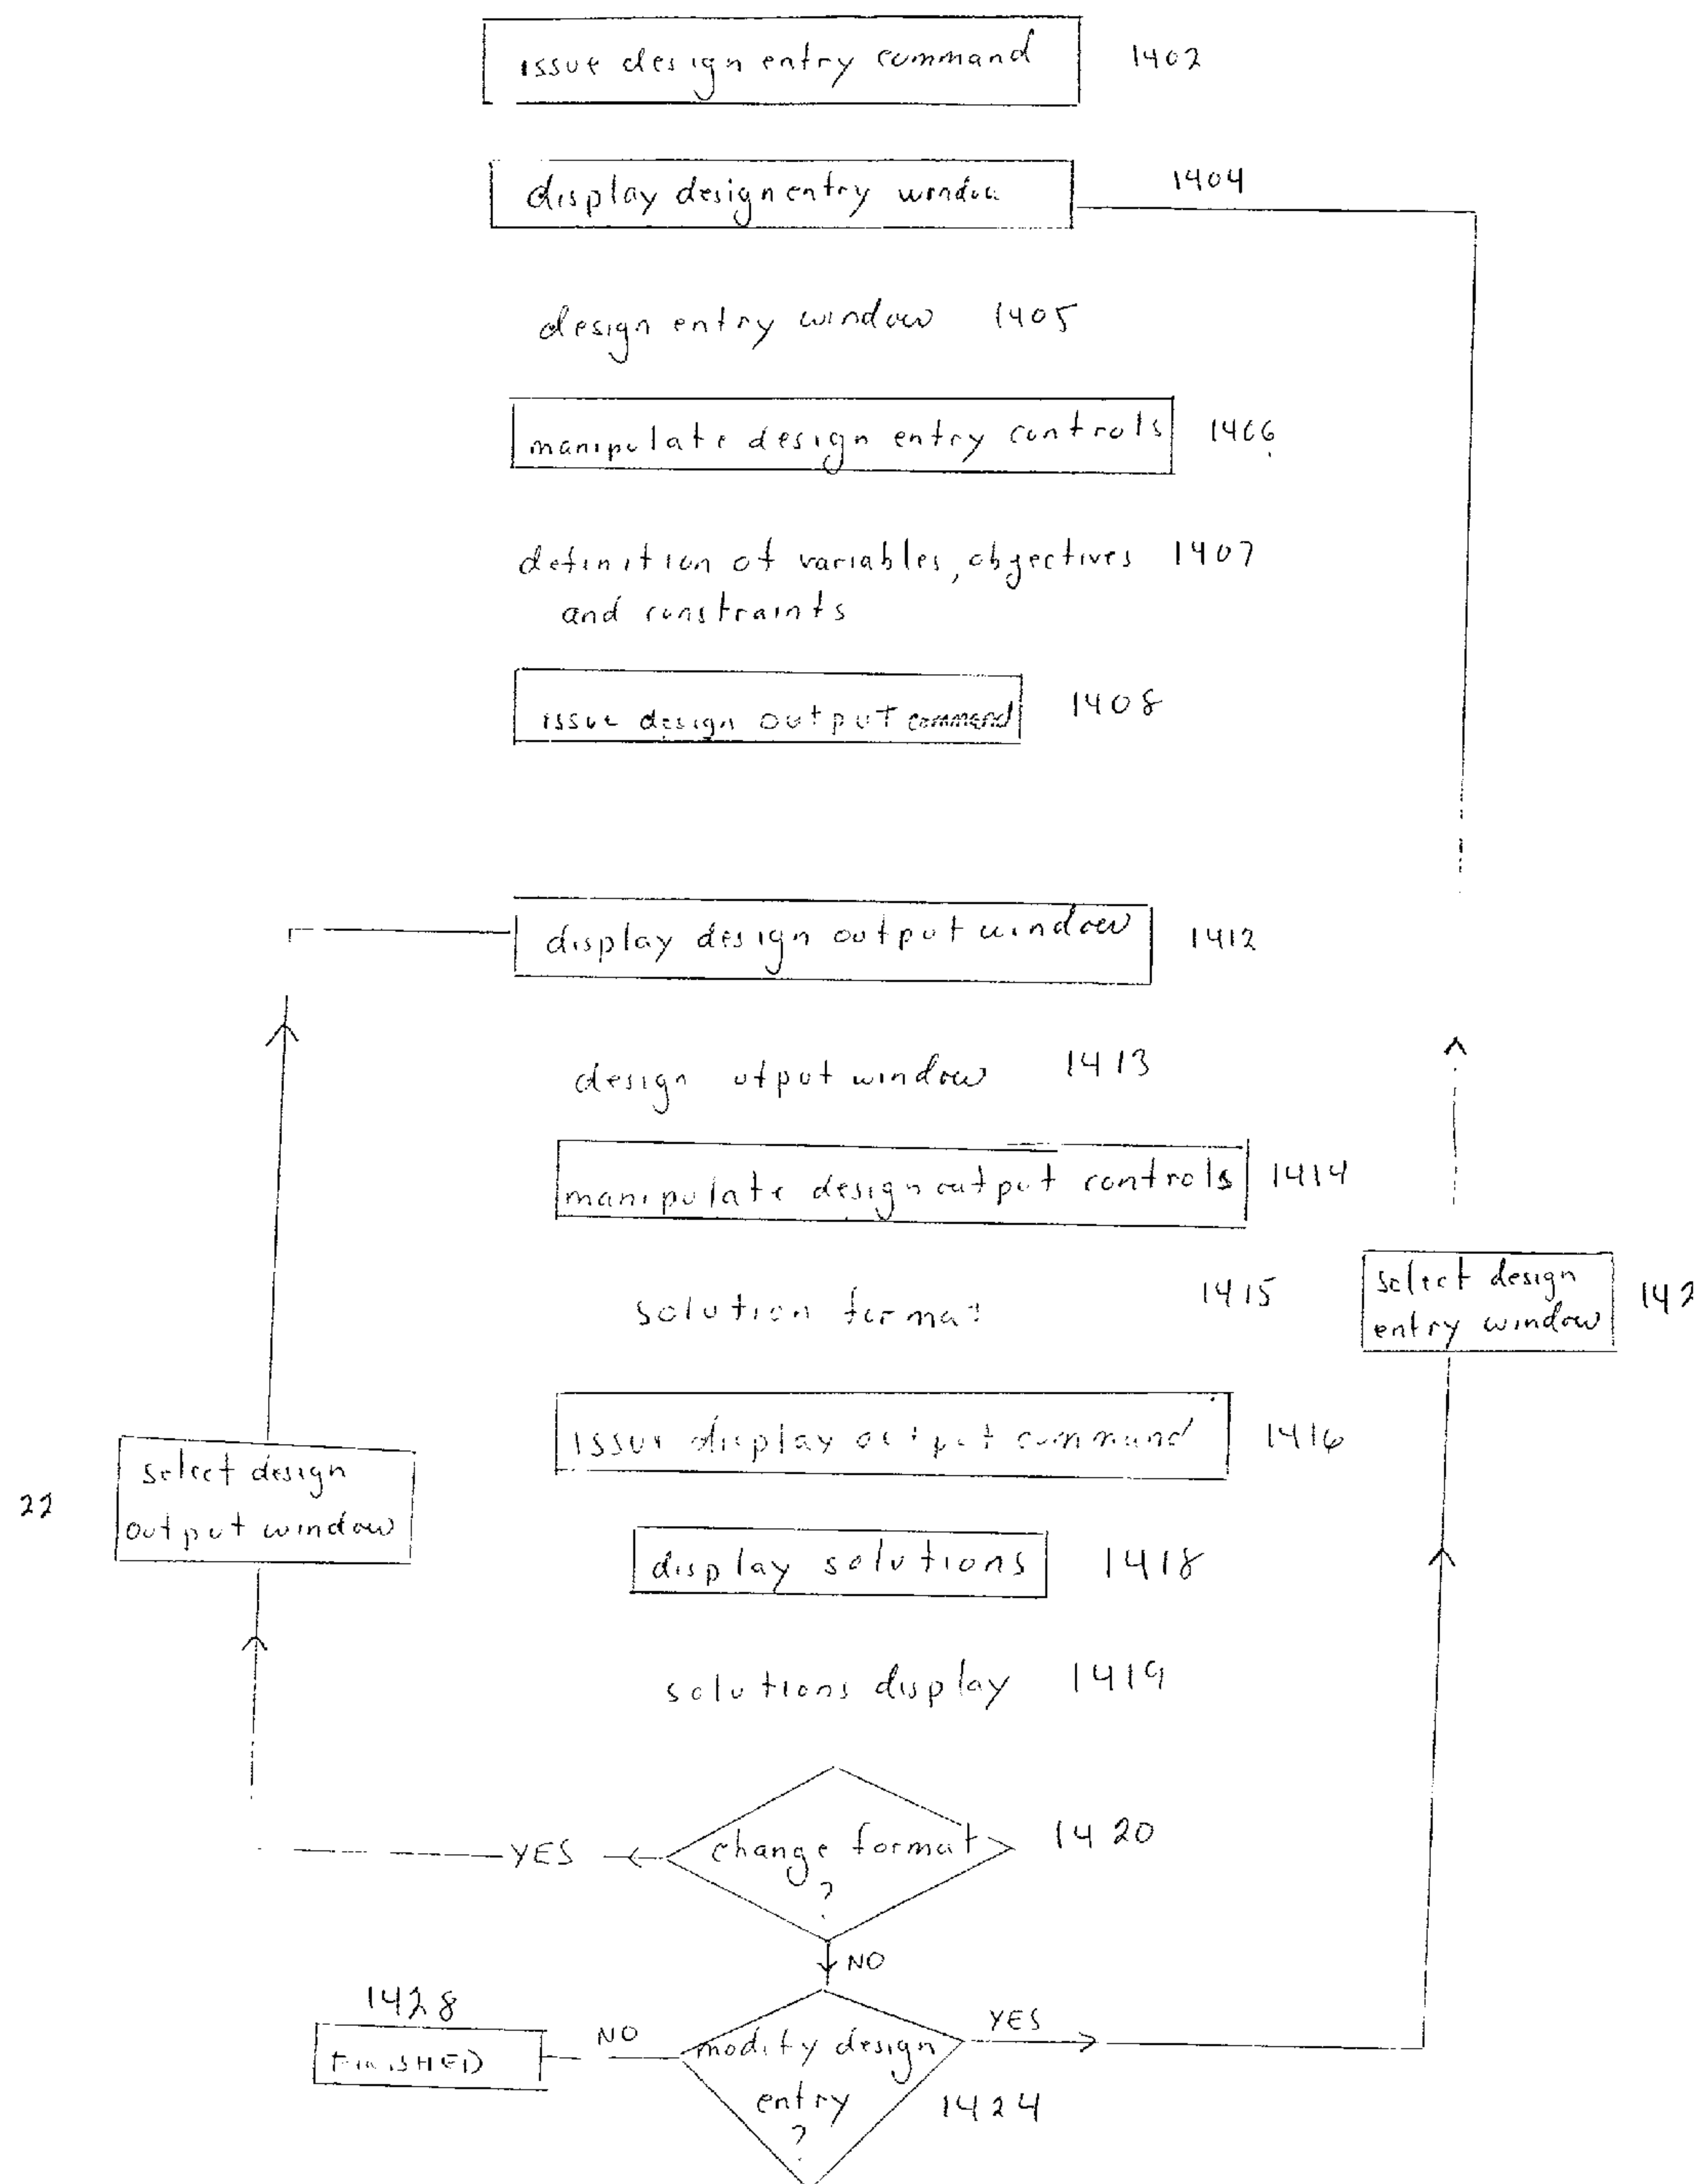 issue design entry command 1402
display design entry window 1404
design entry window 1405
manipulate design entry controls 1406
definition of variables, objectives 1407
and constraints
issue design output command 1408
display design output window 1412
design utput window 1413
manipulate design output controls 1414
solution format 1415
select design
entry window 142
issue display output command 1416
select design
output window 22
display solutions 1418
solutions display 1419
change format 1420
?
YES
NO
1428
FINISHED
NO
modify design
entry
?
1424
YES